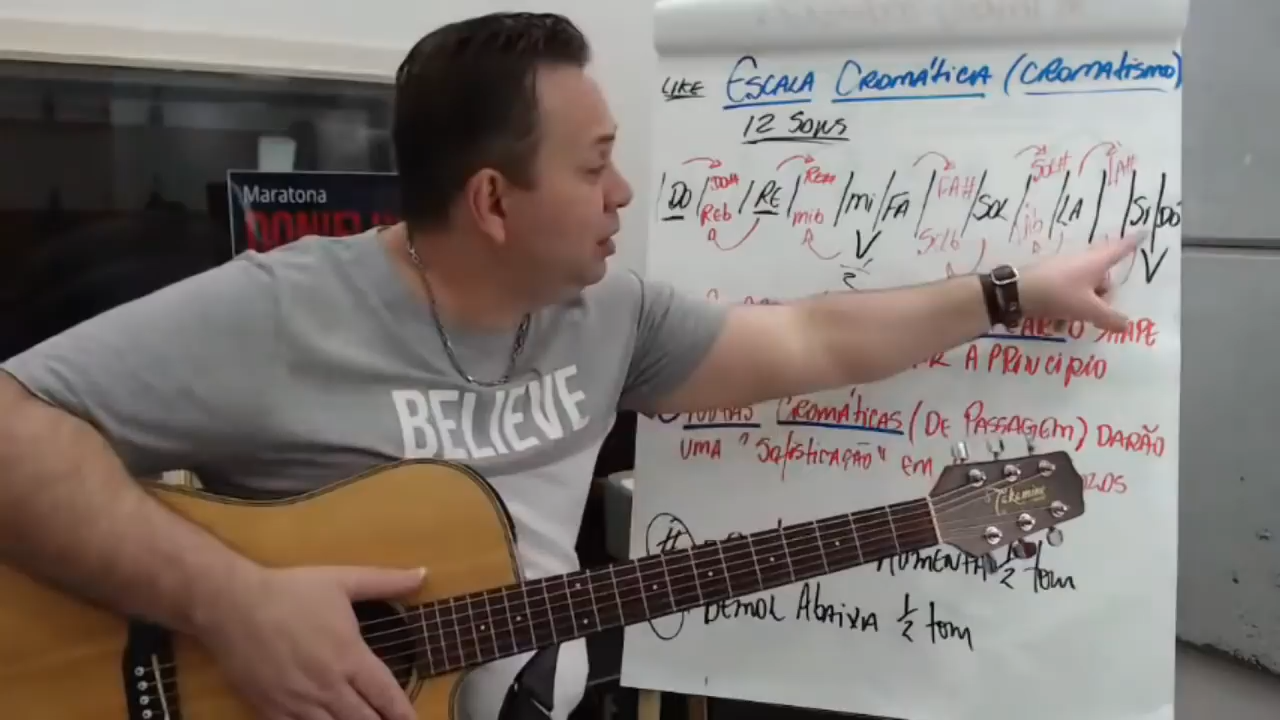 LIKE ESCALA CROMÁTICA (CROMATISMO)
12 SONS
DO# RE# FA# SOL# LA#
|DO| |RE| |MI|FA| |SOL| |LA| |SI|DO
REb MIb SOLb
Maratona
O SHAPE
A PRINCIPIO
BELIEVE
CROMÁTICAS (DE PASSAGEM) DARÃO
UMA "SOFISTICAÇÃO" EM
Takamine
#
AUMENTA 1/2 tom
BEMOL ABAIXA 1/2 tom